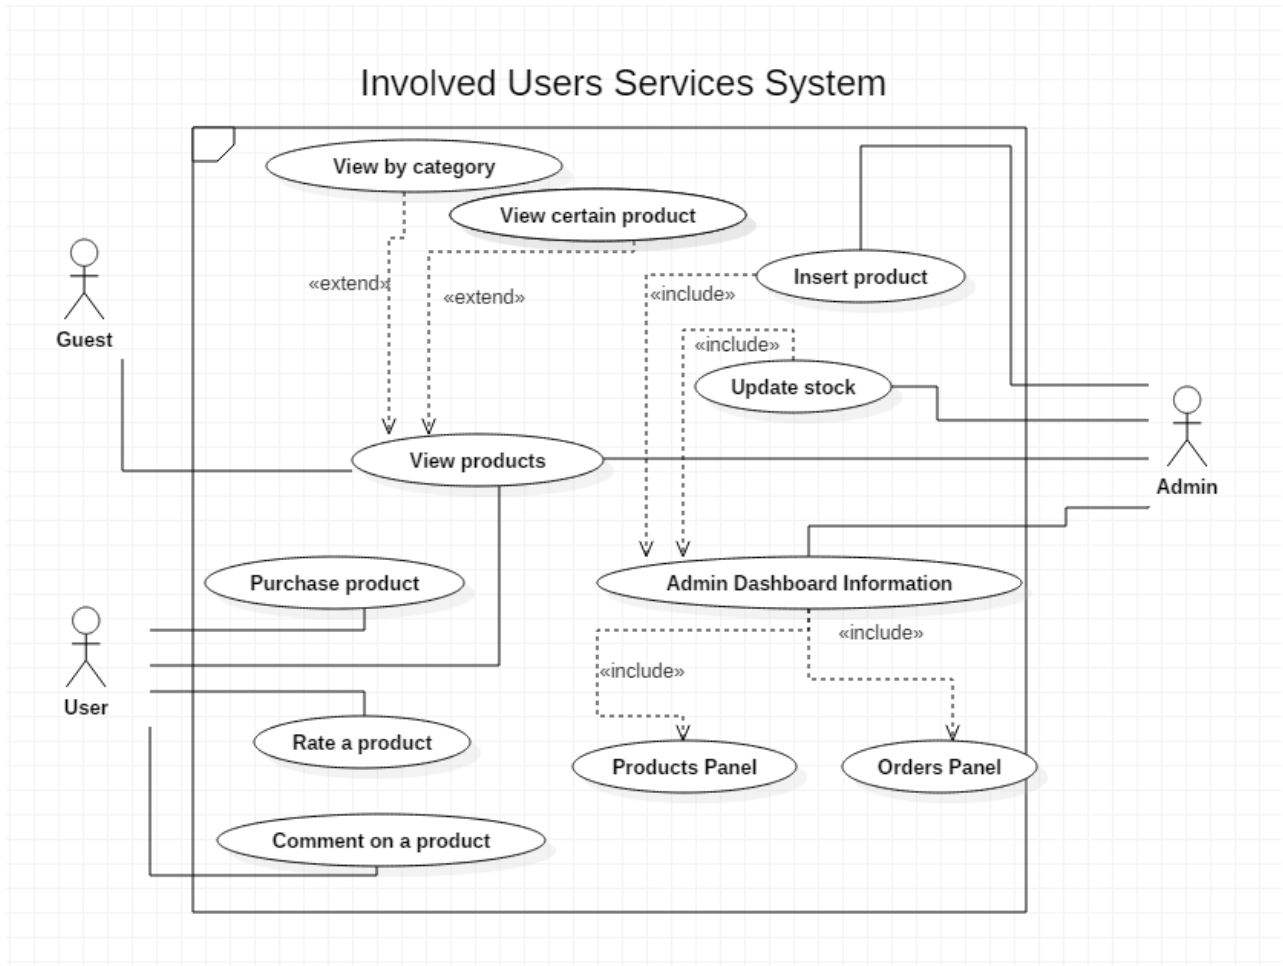 Involved Users Services System
View by category
View certain product
Insert product
«extend»
«extend»
«include»
Guest
«include»
Update stock
View products
Admin
Purchase product
Admin Dashboard Information
«include»
«include»
User
Rate a product
Products Panel
Orders Panel
Comment on a product